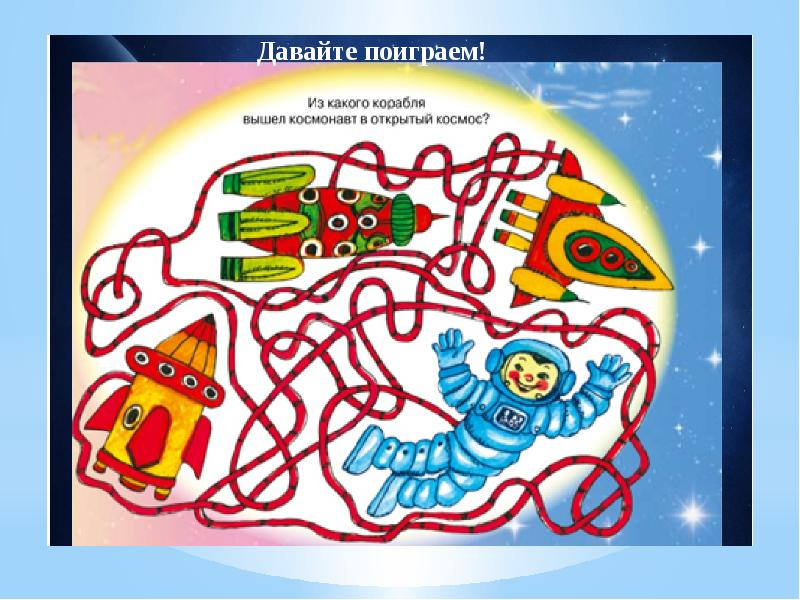 Давайте поиграем!
Из какого корабля
вышел космонавт в открытый космос?